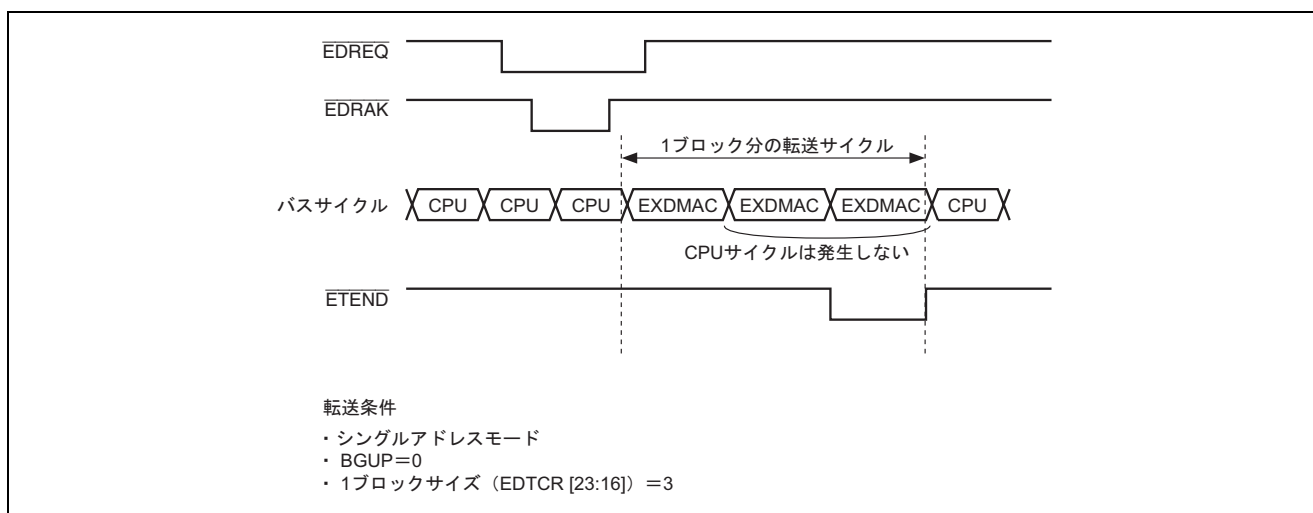 EDREQ
EDRAK
1ブロック分の転送サイクル
バスサイクル CPU CPU CPU EXDMAC EXDMAC EXDMAC CPU
CPUサイクルは発生しない
ETEND
転送条件
・シングルアドレスモード
・ BGUP=0
・ 1ブロックサイズ（EDTCR [23:16]）=3